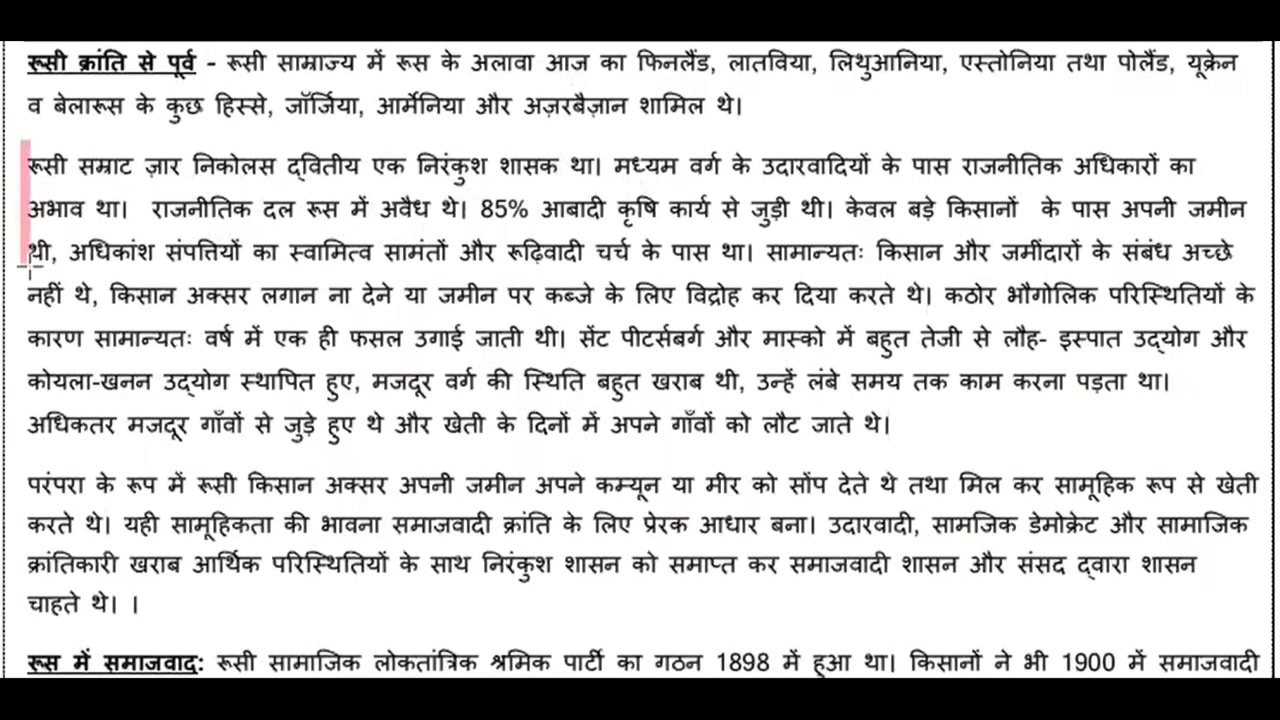 रूसी क्रांति से पूर्व - रूसी साम्राज्य में रूस के अलावा आज का फिनलैंड, लातविया, लिथुआनिया, एस्तोनिया तथा पोलैंड, यूक्रेन
व बेलारूस के कुछ हिस्से, जॉर्जिया, आर्मेनिया और अज़रबैज़ान शामिल थे।
रूसी सम्राट ज़ार निकोलस द्वितीय एक निरंकुश शासक था। मध्यम वर्ग के उदारवादियों के पास राजनीतिक अधिकारों का
अभाव था। राजनीतिक दल रूस में अवैध थे। 85% आबादी कृषि कार्य से जुड़ी थी। केवल बड़े किसानों के पास अपनी जमीन
थी, अधिकांश संपत्तियों का स्वामित्व सामंतों और रूढ़िवादी चर्च के पास था। सामान्यतः किसान और जमींदारों के संबंध अच्छे
नहीं थे, किसान अक्सर लगान ना देने या जमीन पर कब्जे के लिए विद्रोह कर दिया करते थे। कठोर भौगोलिक परिस्थितियों के
कारण सामान्यतः वर्ष में एक ही फसल उगाई जाती थी। सेंट पीटर्सबर्ग और मास्को में बहुत तेजी से लौह- इस्पात उद्योग और
कोयला-खनन उद्योग स्थापित हुए, मजदूर वर्ग की स्थिति बहुत खराब थी, उन्हें लंबे समय तक काम करना पड़ता था।
अधिकतर मजदूर गाँवों से जुड़े हुए थे और खेती के दिनों में अपने गाँवों को लौट जाते थे।
परंपरा के रूप में रूसी किसान अक्सर अपनी जमीन अपने कम्यून या मीर को सोंप देते थे तथा मिल कर सामूहिक रूप से खेती
करते थे। यही सामूहिकता की भावना समाजवादी क्रांति के लिए प्रेरक आधार बना। उदारवादी, सामजिक डेमोक्रेट और सामाजिक
क्रांतिकारी खराब आर्थिक परिस्थितियों के साथ निरंकुश शासन को समाप्त कर समाजवादी शासन और संसद द्वारा शासन
चाहते थे। ।
रूस में समाजवाद: रूसी सामाजिक लोकतांत्रिक श्रमिक पार्टी का गठन 1898 में हुआ था। किसानों ने भी 1900 में समाजवादी